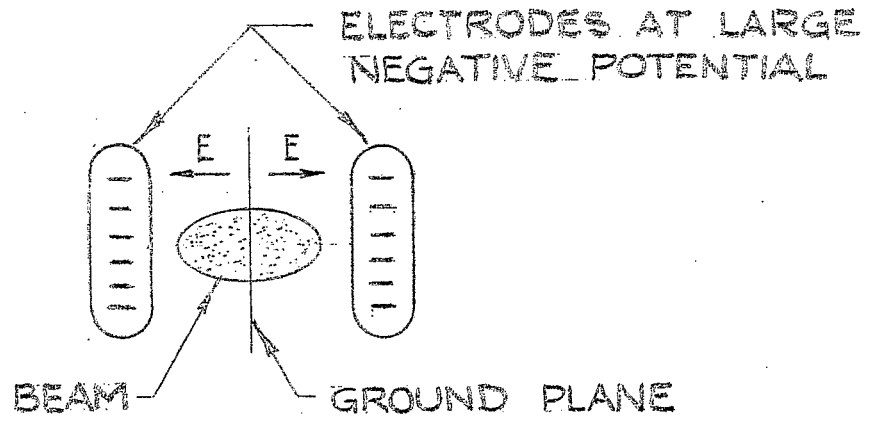 ELECTRODES AT LARGE
NEGATIVE POTENTIAL
E E
BEAM
GROUND PLANE